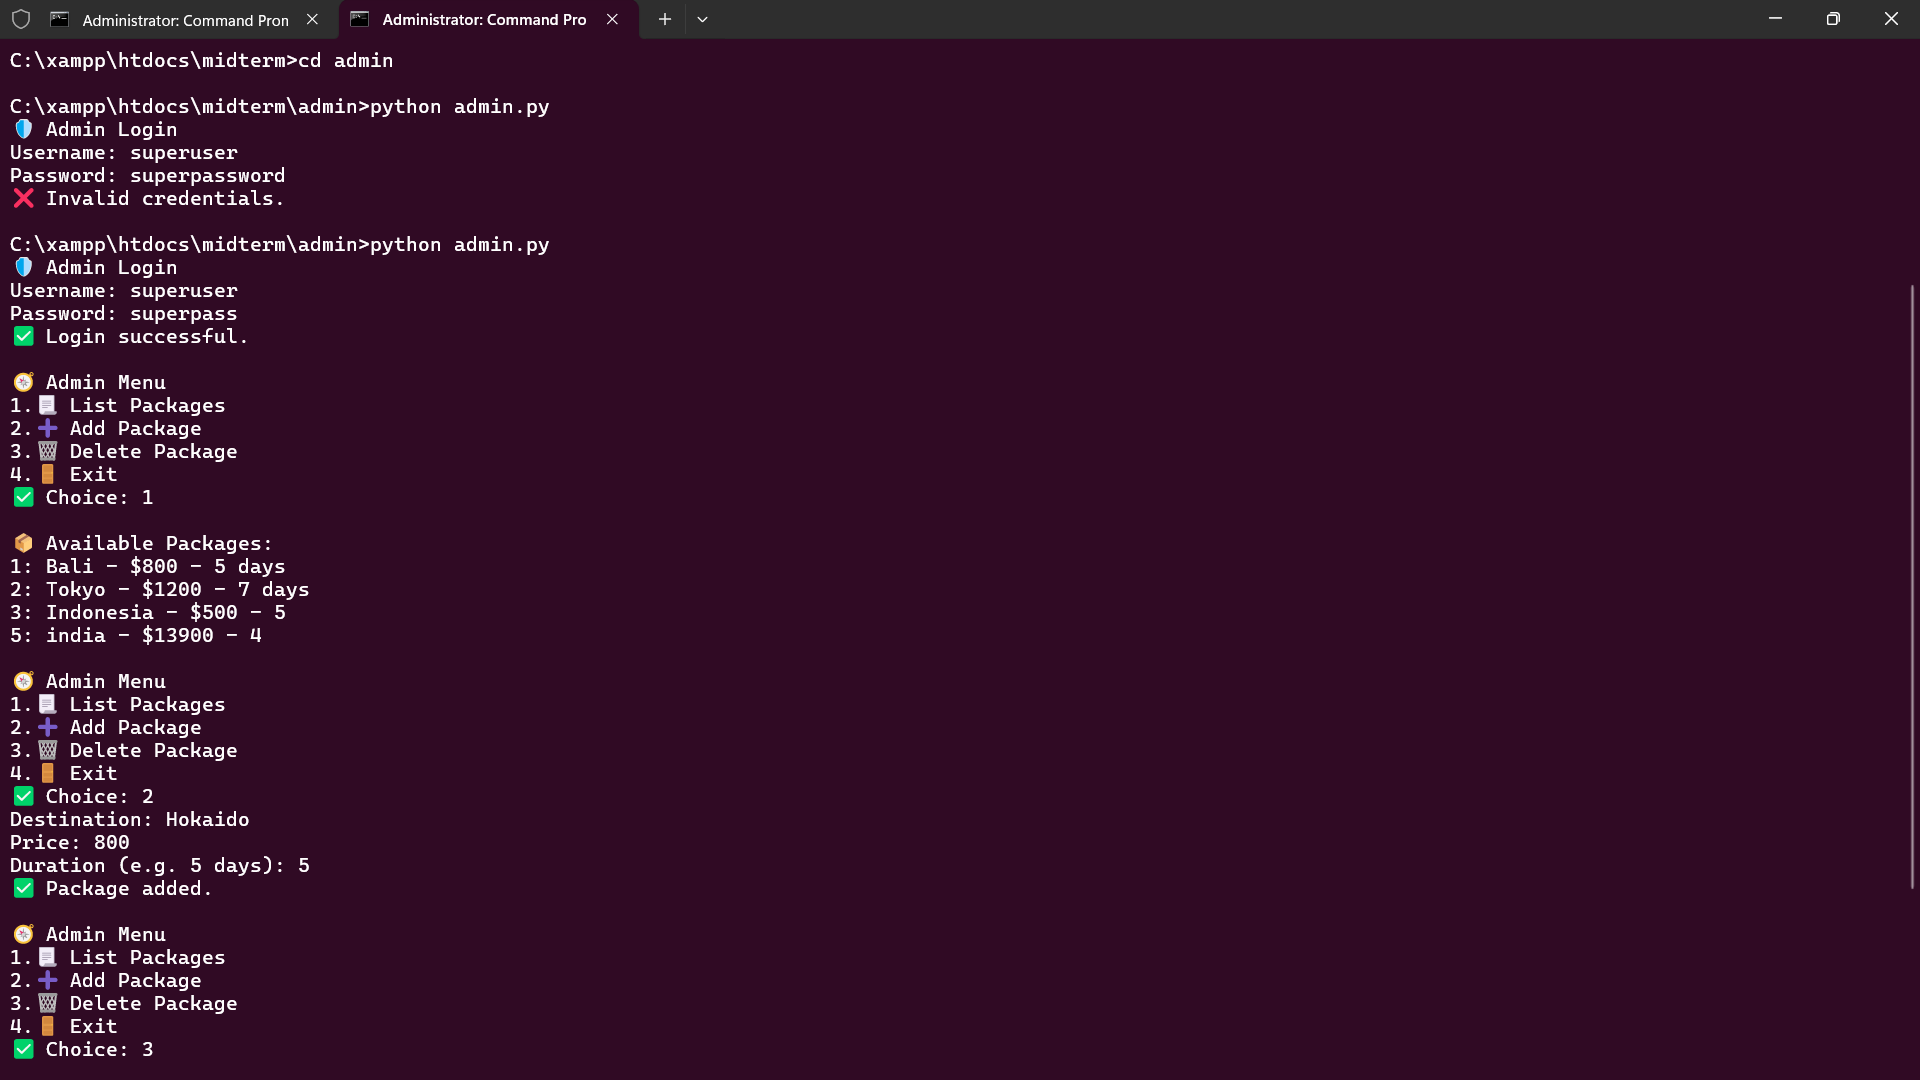 Administrator: Command Pron
Administrator: Command Pro
C:\xampp\htdocs\midterm>cd admin
C:\xampp\htdocs\midterm\admin>python admin.py
🛡️ Admin Login
Username: superuser
Password: superpassword
❌ Invalid credentials.
C:\xampp\htdocs\midterm\admin>python admin.py
🛡️ Admin Login
Username: superuser
Password: superpass
✅ Login successful.
🧭 Admin Menu
1.📃 List Packages
2.➕ Add Package
3.🗑️ Delete Package
4.🚪 Exit
✅ Choice: 1
📦 Available Packages:
1: Bali - $800 - 5 days
2: Tokyo - $1200 - 7 days
3: Indonesia - $500 - 5
5: india - $13900 - 4
🧭 Admin Menu
1.📃 List Packages
2.➕ Add Package
3.🗑️ Delete Package
4.🚪 Exit
✅ Choice: 2
Destination: Hokaido
Price: 800
Duration (e.g. 5 days): 5
✅ Package added.
🧭 Admin Menu
1.📃 List Packages
2.➕ Add Package
3.🗑️ Delete Package
4.🚪 Exit
✅ Choice: 3